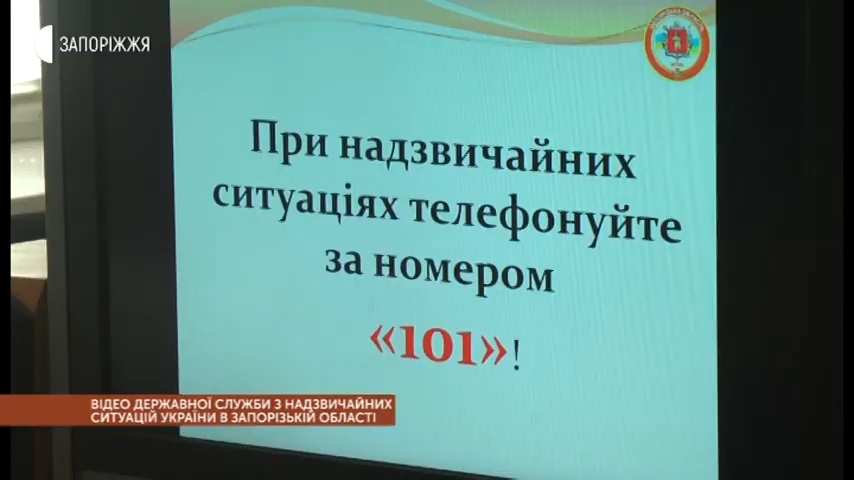 ЗАПОРІЖЖЯ
При надзвичайних
ситуаціях телефонуйте
за номером
«101»!
ВІДЕО ДЕРЖАВНОЇ СЛУЖБИ З НАДЗВИЧАЙНИХ
СИТУАЦІЙ УКРАЇНИ В ЗАПОРІЗЬКІЙ ОБЛАСТІ